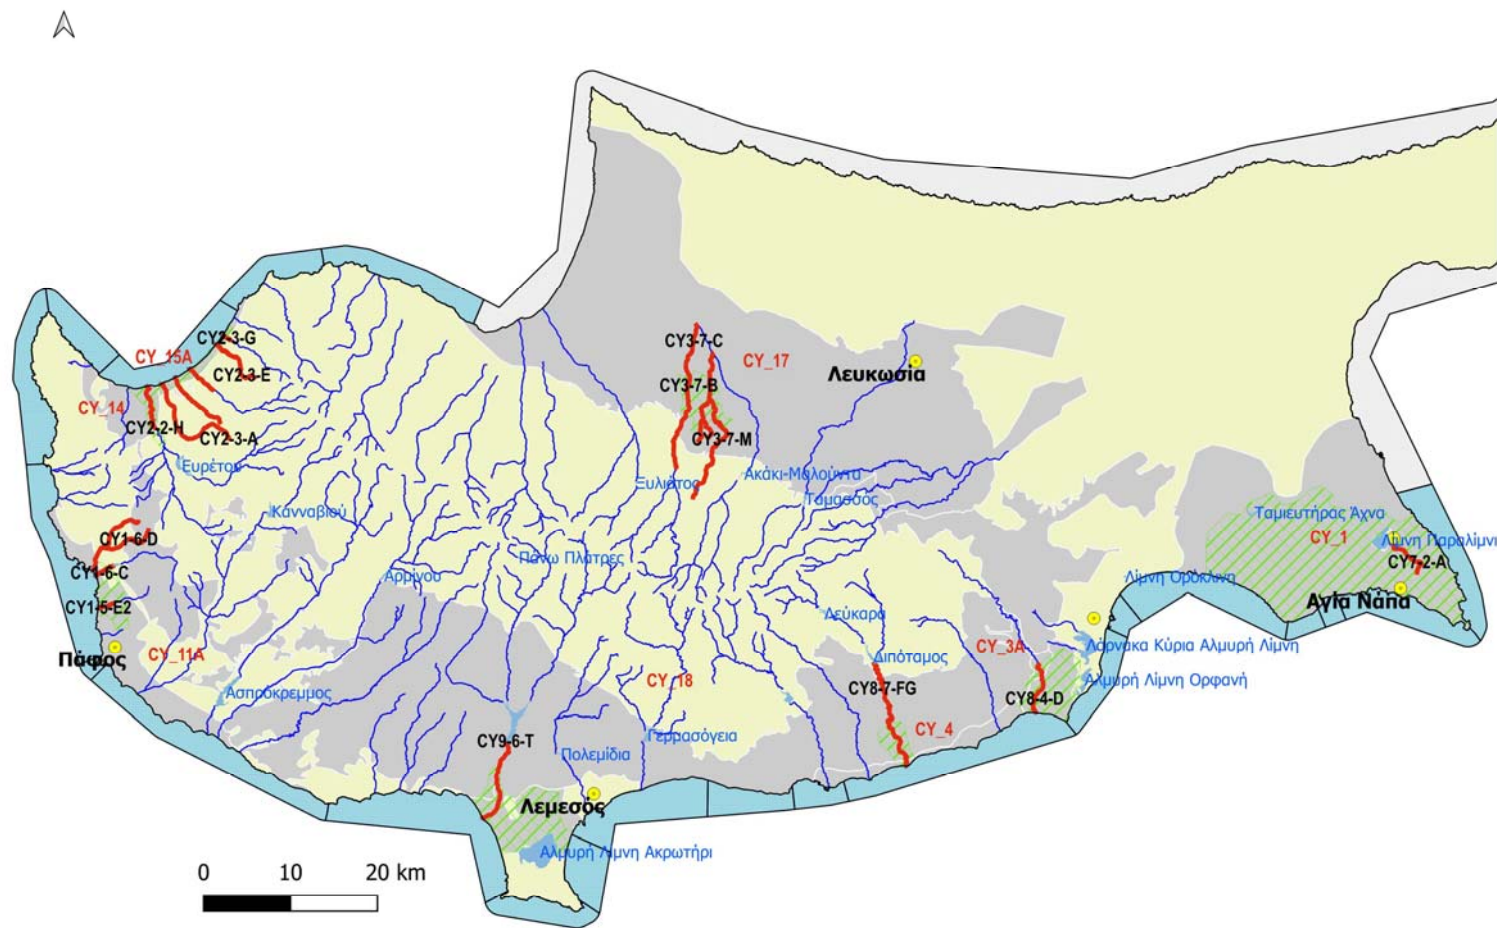 CY2-3-G
CY3-7-C
CY_15A
CY_17
CY2-3-E
Λευκωσία
CY3-7-B
CY_14
CY2-2-H
CY2-3-A
CY3-7-M
Ευρέτου
Ξυλιάτος
Ακάκι-Μαλούντα
Ταμασσός
Κανναβιού
Ταμιευτήρας Άχνα
CY_1
Λίμνη Παραλίμνι
CY1-6-D
Πάνω Πλάτρες
CY7-2-A
CY1-6-C
Αρμίνου
Λίμνη Ορόκλινη
Αγία Νάπα
CY1-5-E2
Λεύκαρα
Πάφος
CY_11A
Διπόταμος
CY_3A
Λάρνακα Κύρια Αλμυρή Λίμνη
CY_18
CY8-7-FG
Αλμυρή Λίμνη Ορφανή
CY8-4-D
Ασπρόκρεμμος
CY_4
CY9-6-T
Γερμασόγεια
Πολεμίδια
Λεμεσός
Αλμυρή Λίμνη Ακρωτήρι
0 10 20 km